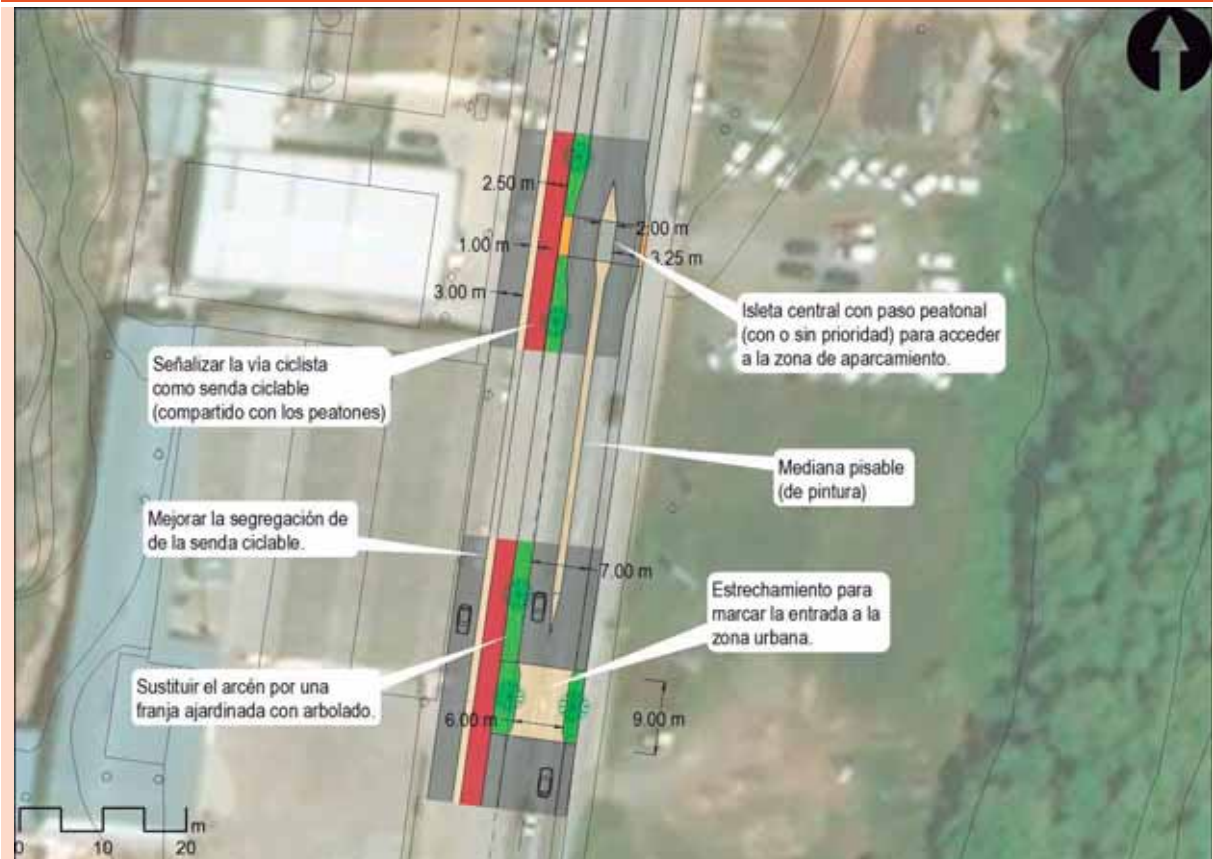 2.50 m
2.00 m
1.00 m
3.25 m
3.00 m
Isleta central con paso peatonal
(con o sin prioridad) para acceder
a la zona de aparcamiento.
Señalizar la vía ciclista
como senda ciclable
(compartido con los peatones)
Mediana pisable
(de pintura)
Mejorar la segregación de
de la senda ciclable.
7.00 m
Estrechamiento para
marcar la entrada a la
zona urbana.
Sustituir el arcén por una
franja ajardinada con arbolado.
6.00 m
9.00 m
m
0 10 20